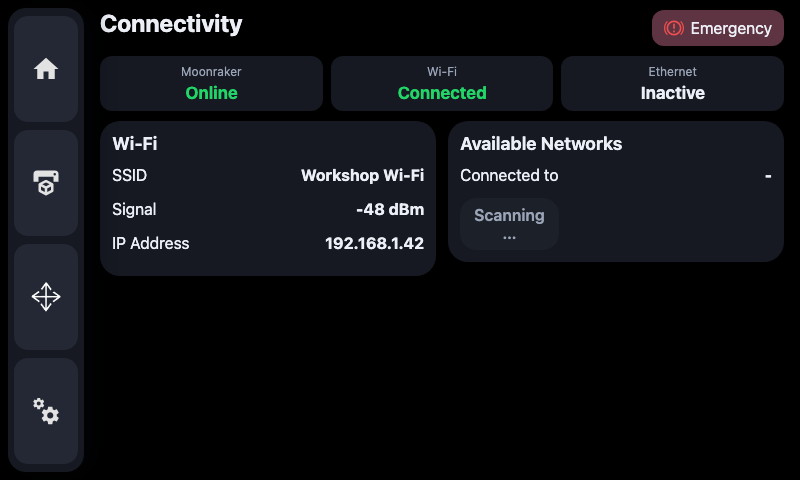 Connectivity
Emergency
Moonraker
Online
Wi-Fi
Connected
Ethernet
Inactive
Wi-Fi
SSID Workshop Wi-Fi
Signal -48 dBm
IP Address 192.168.1.42
Available Networks
Connected to -
Scanning
...